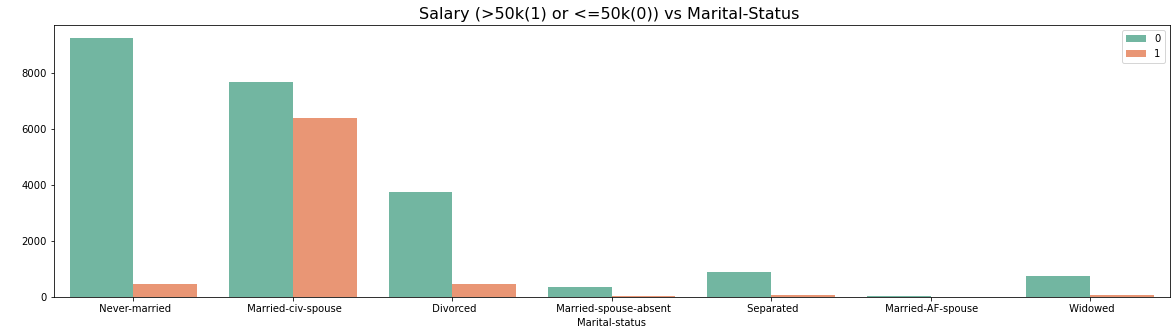 Salary (>50k(1) or <=50k(0)) vs Marital-Status
0
1
8000
6000
4000
2000
0
Never-married Married-civ-spouse Divorced Married-spouse-absent Separated Married-AF-spouse Widowed
Marital-status